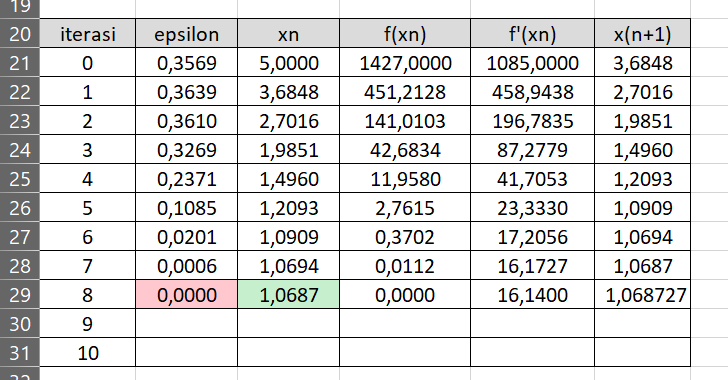 19
20 iterasi epsilon xn f(xn) f'(xn) x(n+1)
21 0 0,3569 5,0000 1427,0000 1085,0000 3,6848
22 1 0,3639 3,6848 451,2128 458,9438 2,7016
23 2 0,3610 2,7016 141,0103 196,7835 1,9851
24 3 0,3269 1,9851 42,6834 87,2779 1,4960
25 4 0,2371 1,4960 11,9580 41,7053 1,2093
26 5 0,1085 1,2093 2,7615 23,3330 1,0909
27 6 0,0201 1,0909 0,3702 17,2056 1,0694
28 7 0,0006 1,0694 0,0112 16,1727 1,0687
29 8 0,0000 1,0687 0,0000 16,1400 1,068727
30 9
31 10